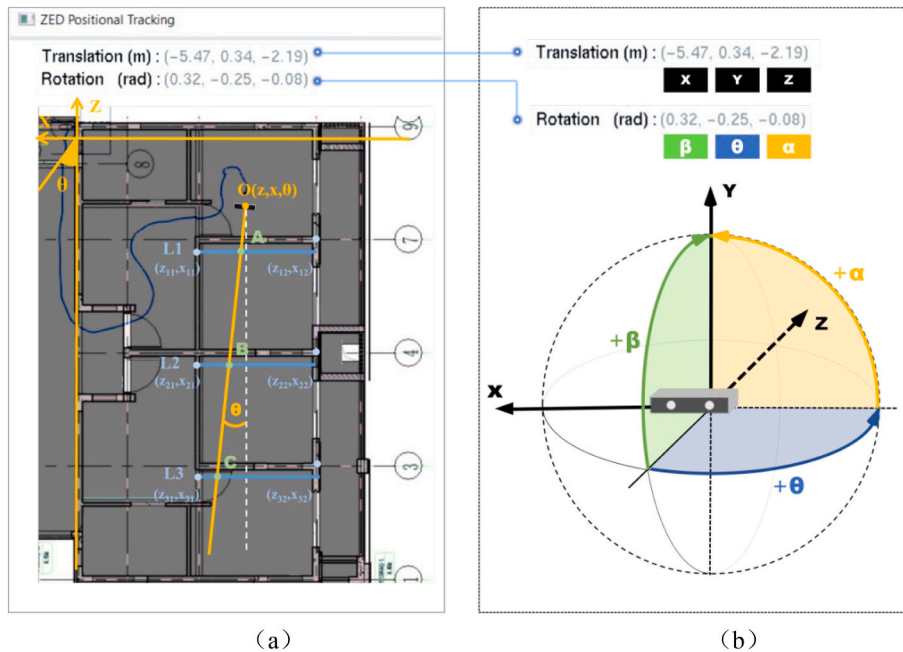 ZED Positional Tracking
Translation (m) : (−5.47, 0.34, −2.19)
Rotation (rad) : (0.32, −0.25, −0.08)
Z
X
θ
9
8
O(z,x,θ)
A
7
L1
(z₁₁,x₁₁)
(z₁₂,x₁₂)
B
4
L2
(z₂₁,x₂₁)
(z₂₂,x₂₂)
θ
C
3
L3
(z₃₁,x₃₁)
(z₃₂,x₃₂)
1
(a)
Translation (m) : (−5.47, 0.34, −2.19)
X Y Z
Rotation (rad) : (0.32, −0.25, −0.08)
β θ α
Y
+α
Z
+β
X
+θ
(b)